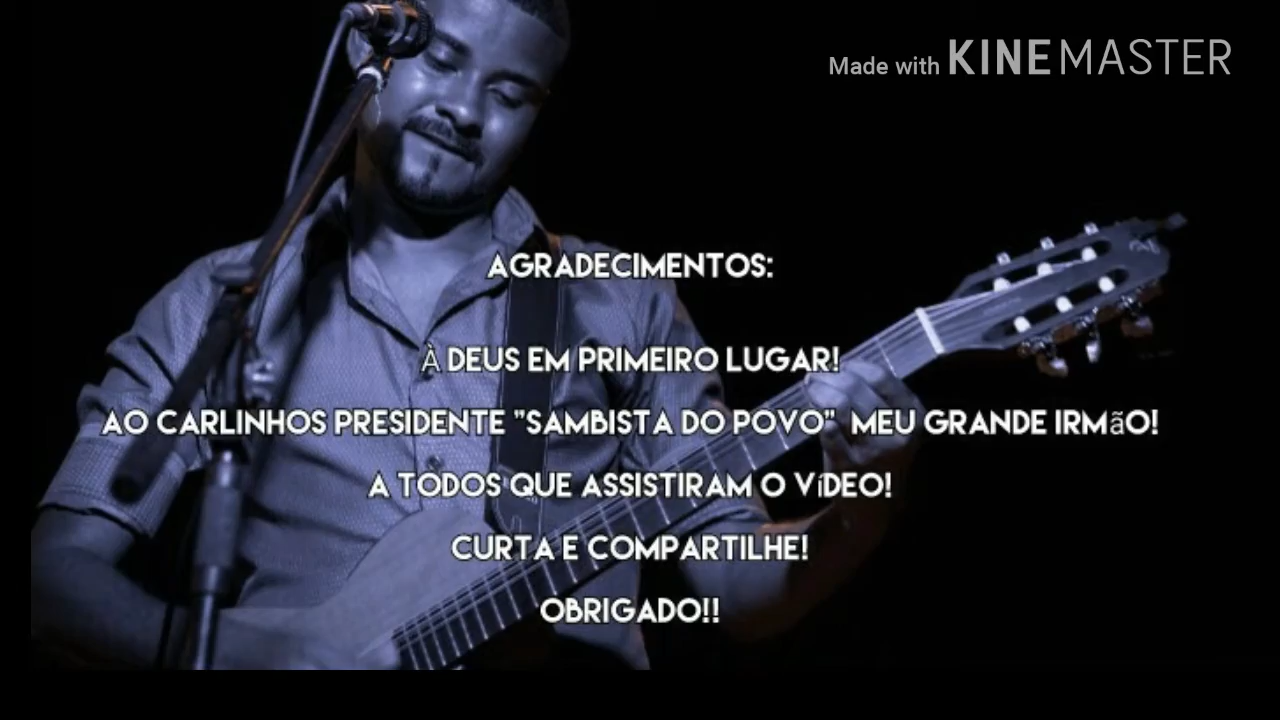 Made with KINEMASTER
AGRADECIMENTOS:
À DEUS EM PRIMEIRO LUGAR!
AO CARLINHOS PRESIDENTE "SAMBISTA DO POVO" MEU GRANDE IRMãO!
A TODOS QUE ASSISTIRAM O VíDEO!
CURTA E COMPARTILHE!
OBRIGADO!!